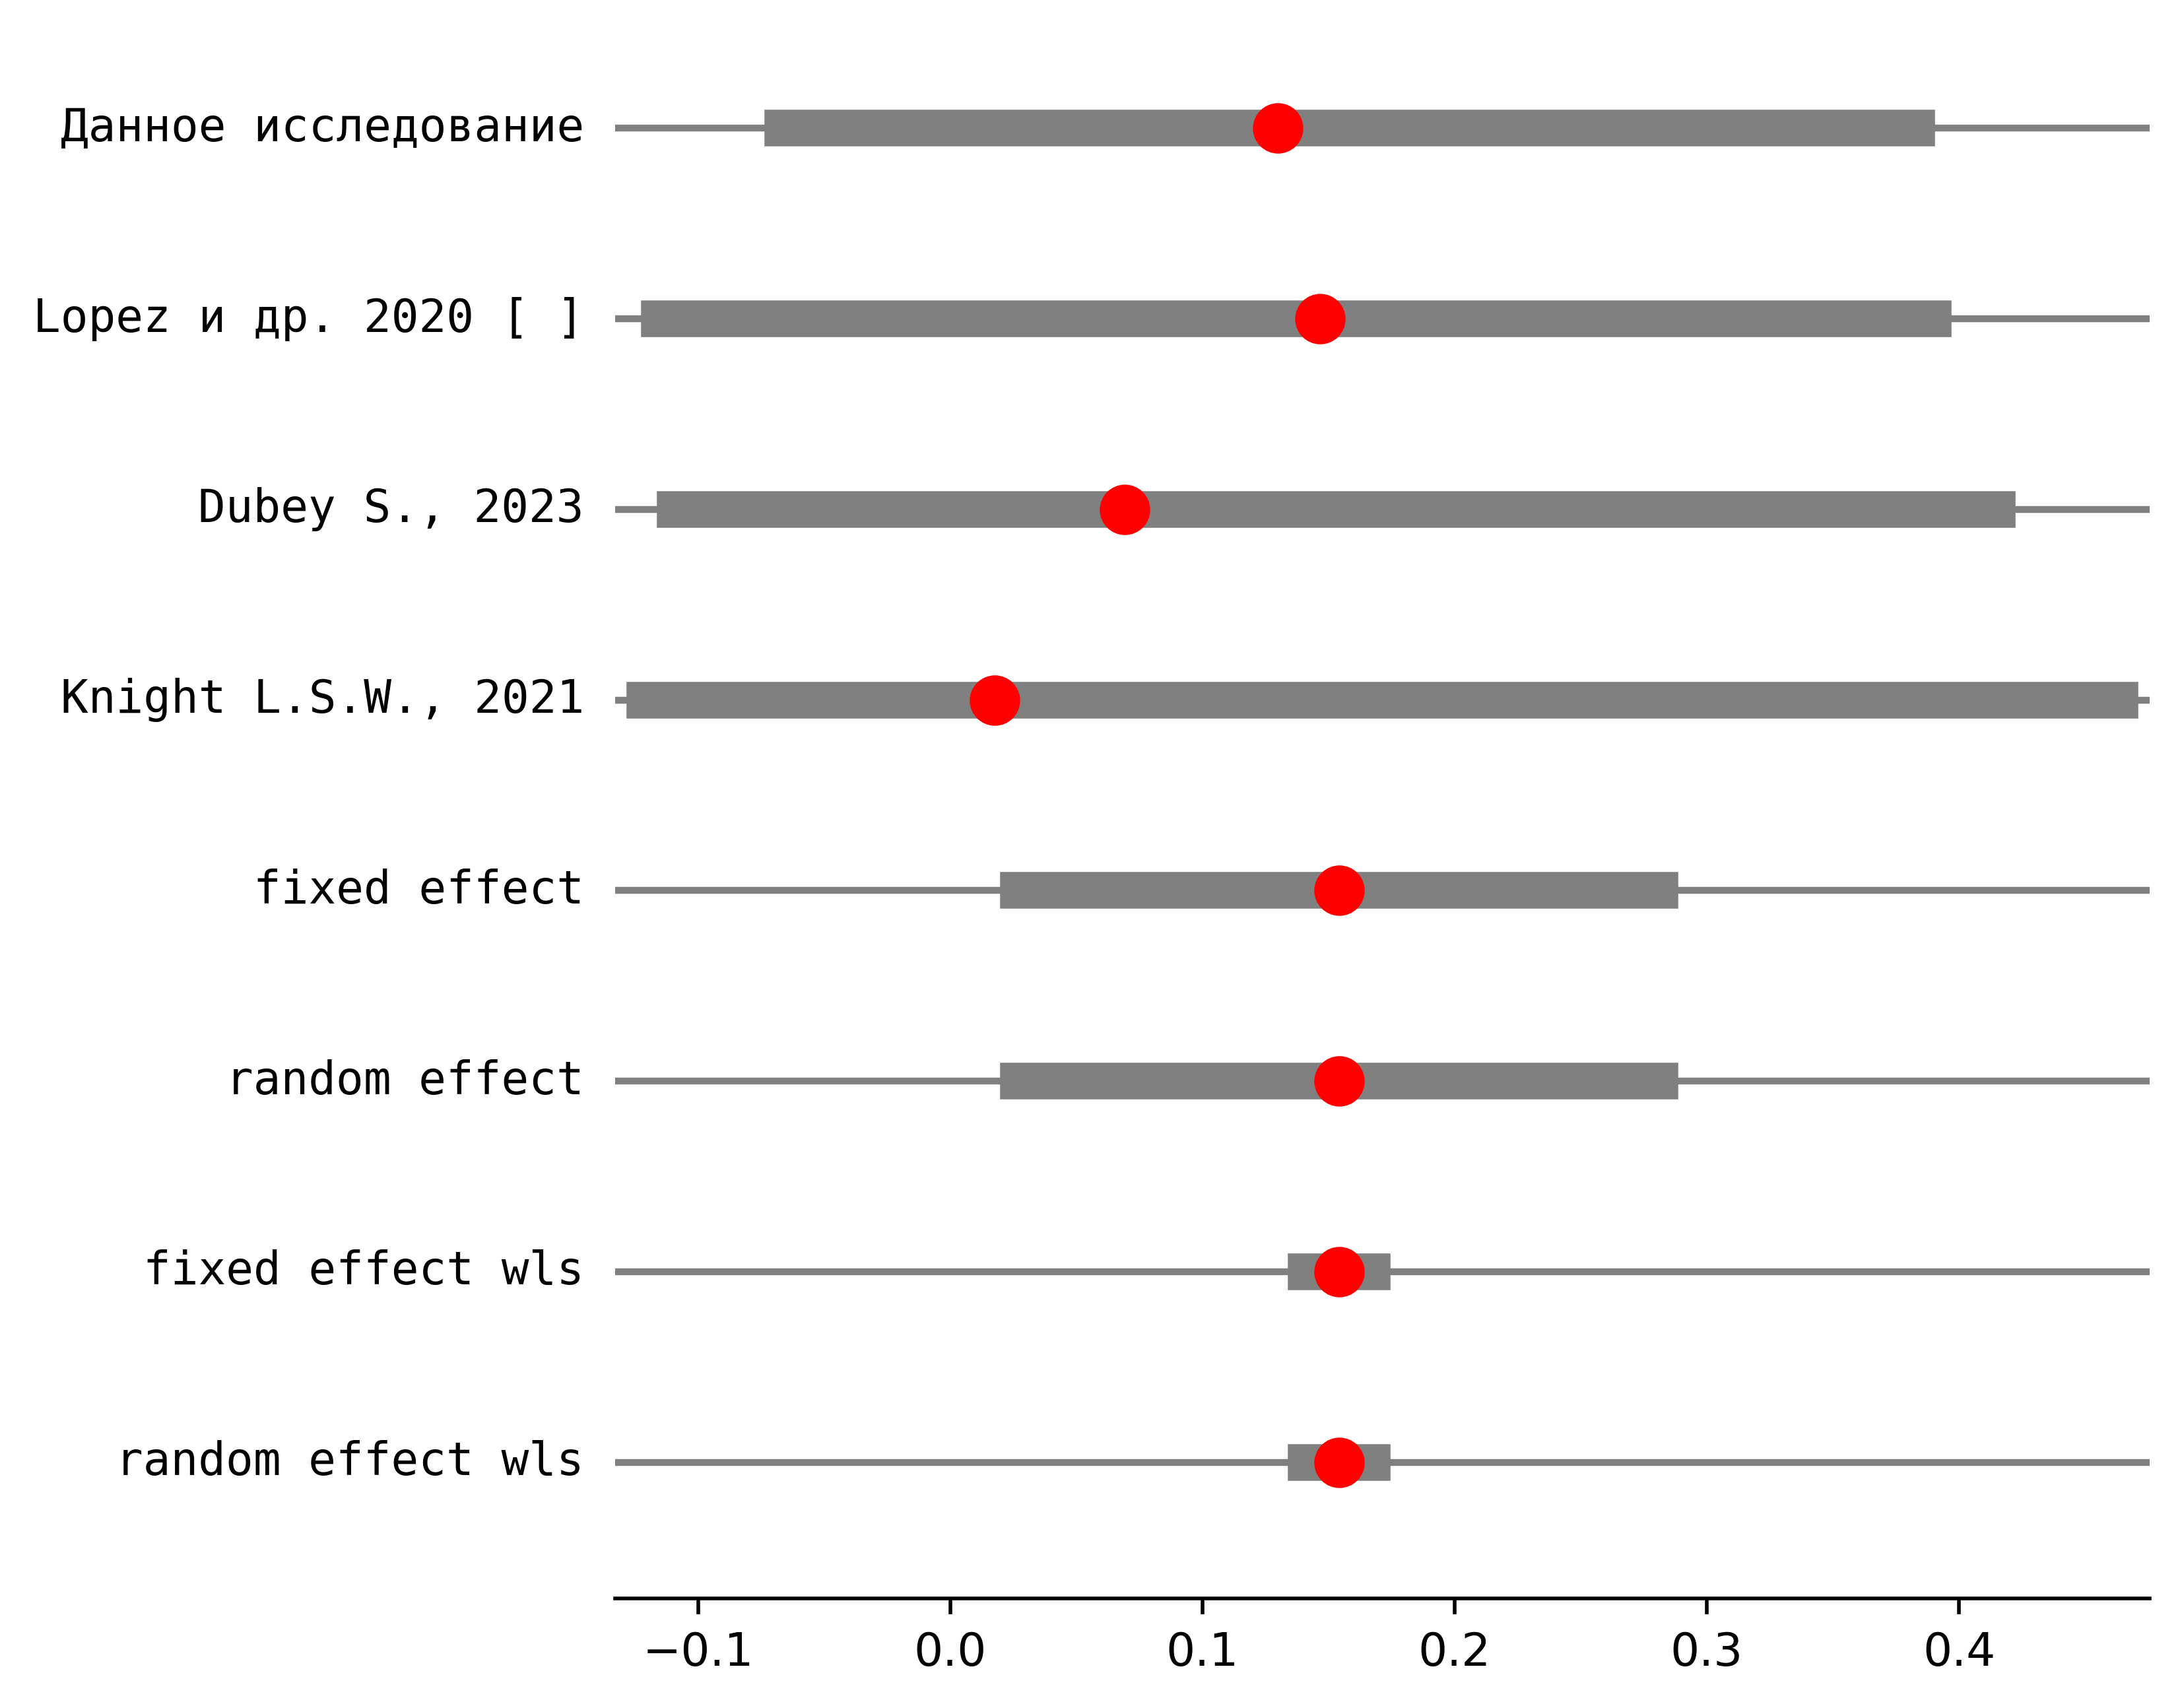 Данное исследование
Lopez и др. 2020 [ ]
Dubey S., 2023
Knight L.S.W., 2021
fixed effect
random effect
fixed effect wls
random effect wls
−0.1 0.0 0.1 0.2 0.3 0.4